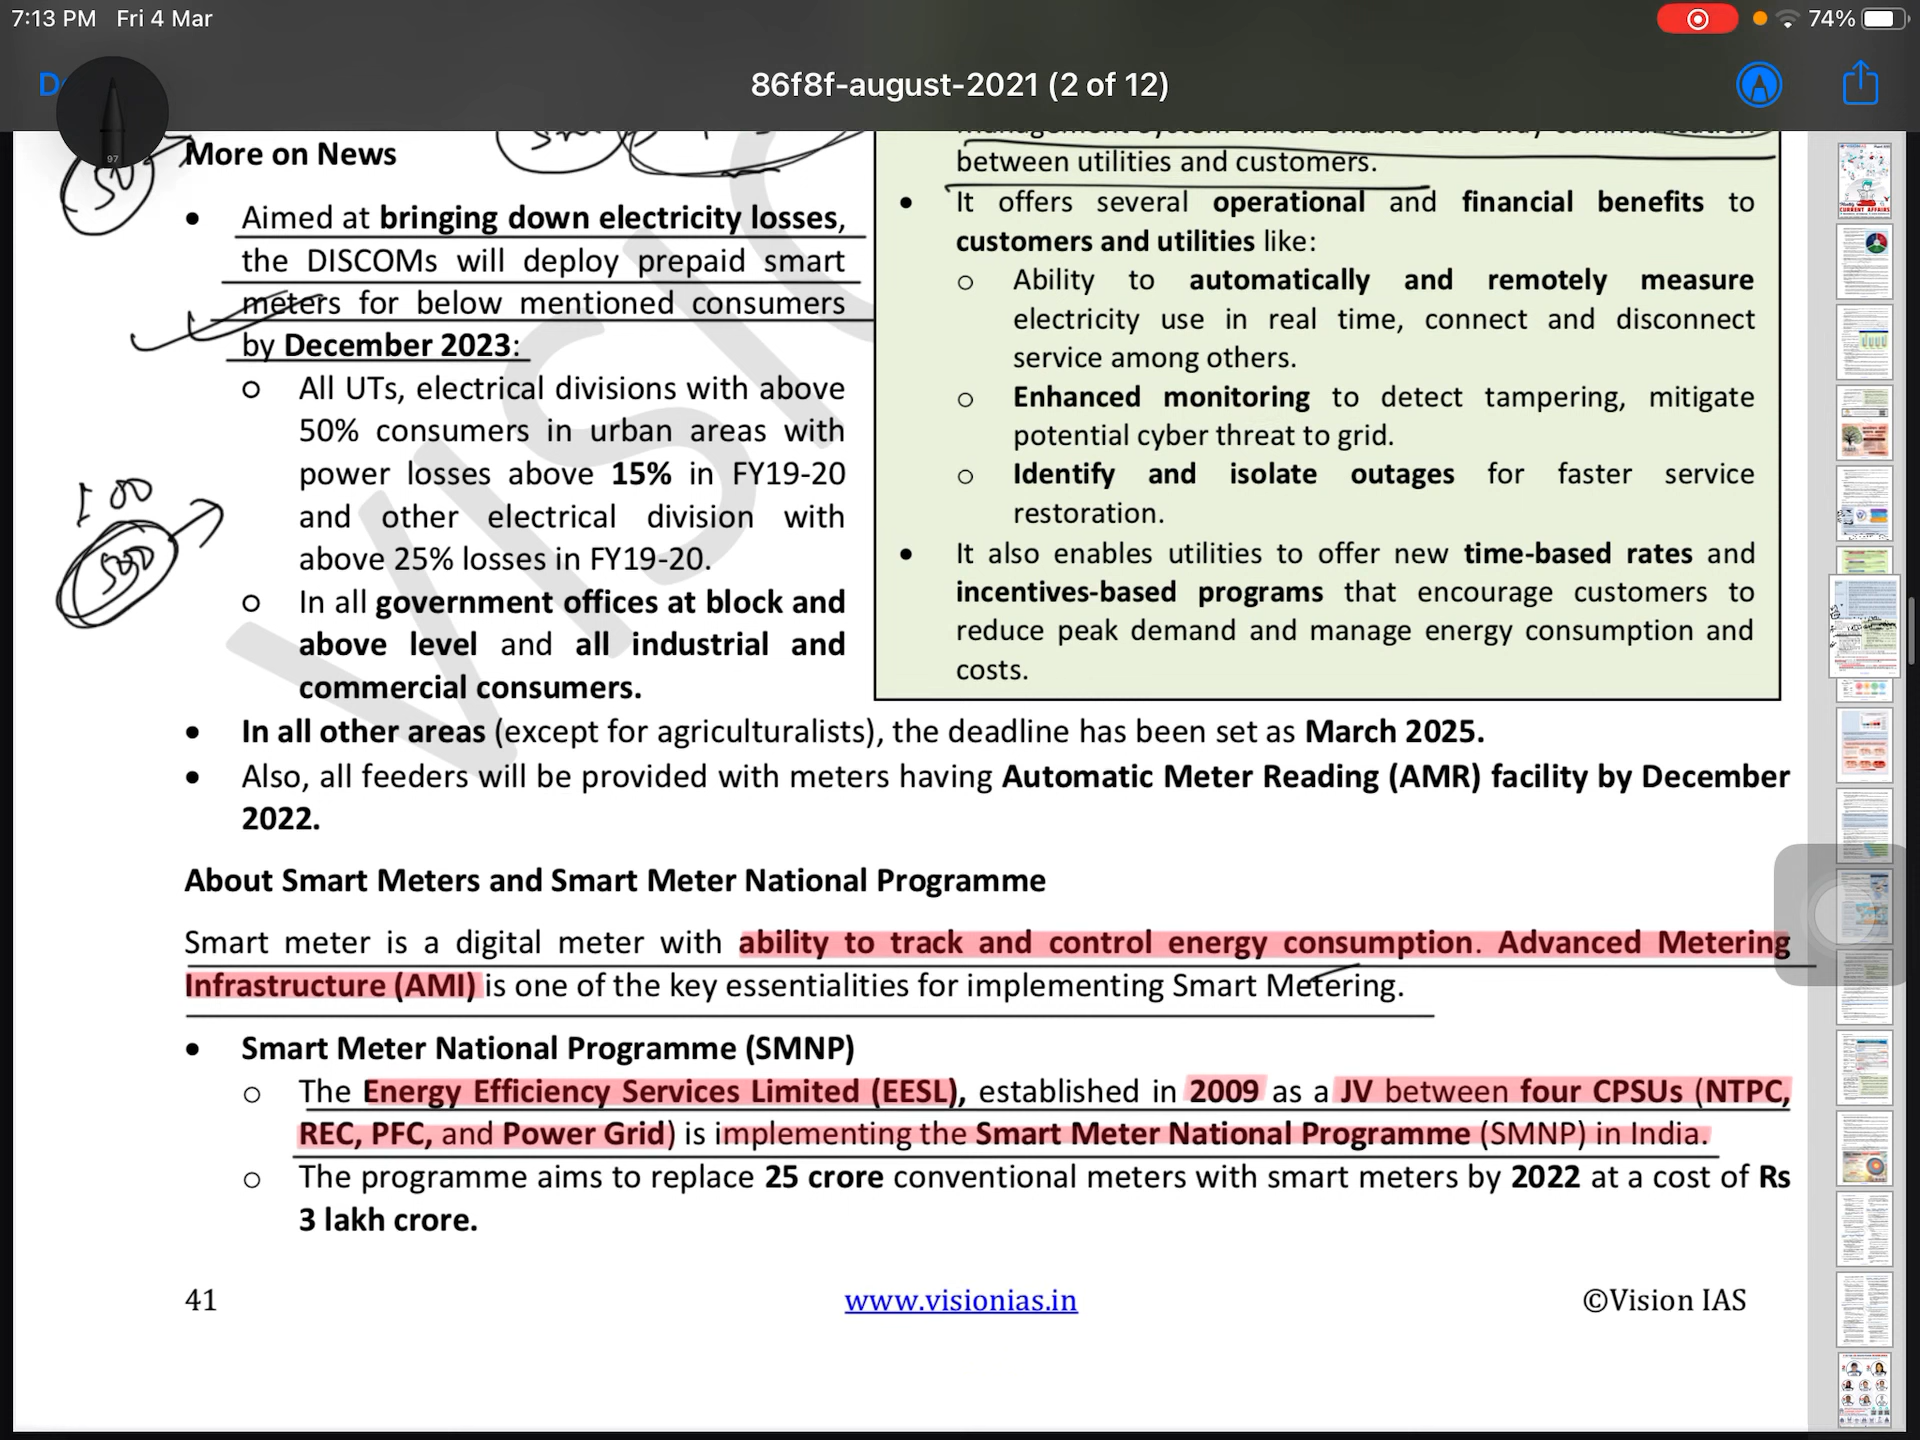 7:13 PM Fri 4 Mar
74%
86f8f-august-2021 (2 of 12)
97
More on News
• Aimed at bringing down electricity losses,
the DISCOMs will deploy prepaid smart
meters for below mentioned consumers
by December 2023:
o All UTs, electrical divisions with above
50% consumers in urban areas with
power losses above 15% in FY19-20
and other electrical division with
above 25% losses in FY19-20.
o In all government offices at block and
above level and all industrial and
commercial consumers.
between utilities and customers.
• It offers several operational and financial benefits to
customers and utilities like:
o Ability to automatically and remotely measure
electricity use in real time, connect and disconnect
service among others.
o Enhanced monitoring to detect tampering, mitigate
potential cyber threat to grid.
o Identify and isolate outages for faster service
restoration.
• It also enables utilities to offer new time-based rates and
incentives-based programs that encourage customers to
reduce peak demand and manage energy consumption and
costs.
• In all other areas (except for agriculturalists), the deadline has been set as March 2025.
• Also, all feeders will be provided with meters having Automatic Meter Reading (AMR) facility by December
2022.
About Smart Meters and Smart Meter National Programme
Smart meter is a digital meter with ability to track and control energy consumption. Advanced Metering
Infrastructure (AMI) is one of the key essentialities for implementing Smart Metering.
• Smart Meter National Programme (SMNP)
o The Energy Efficiency Services Limited (EESL), established in 2009 as a JV between four CPSUs (NTPC,
REC, PFC, and Power Grid) is implementing the Smart Meter National Programme (SMNP) in India.
o The programme aims to replace 25 crore conventional meters with smart meters by 2022 at a cost of Rs
3 lakh crore.
41
www.visionias.in
©Vision IAS